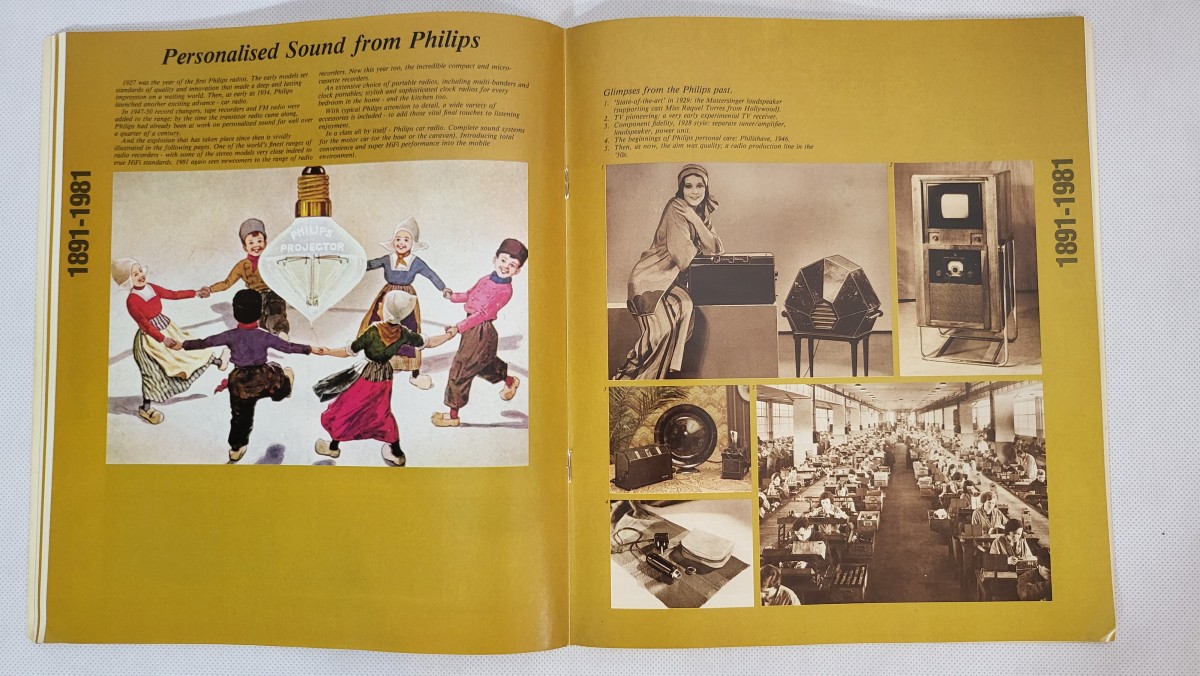 Personalised Sound from Philips
1927 was the year of the first Philips radios. The early models set
standards of quality and innovation that made a deep and lasting
impression on a waiting world. Then, as early as 1934, Philips
launched another exciting advance - car radio.
In 1947-50 record changers, tape recorders and FM radio were
added to the range; by the time the transistor radio came along,
Philips had already been at work on personalised sound for well over
a quarter of a century.
And the explosion that has taken place since then is vividly
illustrated in the following pages. One of the world's finest ranges of
radio recorders - with some of the stereo models very close indeed to
true HiFi standards. 1981 again sees newcomers to the range of radio
recorders. New this year too, the incredible compact and micro-
cassette recorders.
An extensive choice of portable radios, including multi-banders and
clock portables; stylish and sophisticated clock radios for every
bedroom in the home - and the kitchen too.
With typical Philips attention to detail, a wide variety of
accessories is included - to add those vital final touches to listening
enjoyment.
In a class all by itself - Philips car radio. Complete sound systems
for the motor car (or the boat or the caravan). Introducing total
convenience and super HiFi performance into the mobile
environment.
1891-1981
PHILIPS
PROJECTOR
Glimpses from the Philips past.
1. 'State-of-the-art' in 1929: the Mastersinger loudspeaker
(supporting cast Miss Raquel Torres from Hollywood).
2. TV pioneering: a very early experimental TV receiver.
3. Component fidelity, 1928 style: separate tuner/amplifier,
loudspeaker, power unit.
4. The beginnings of Philips personal care: Philishave, 1946.
5. Then, as now, the aim was quality; a radio production line in the
'30s.
1891-1981